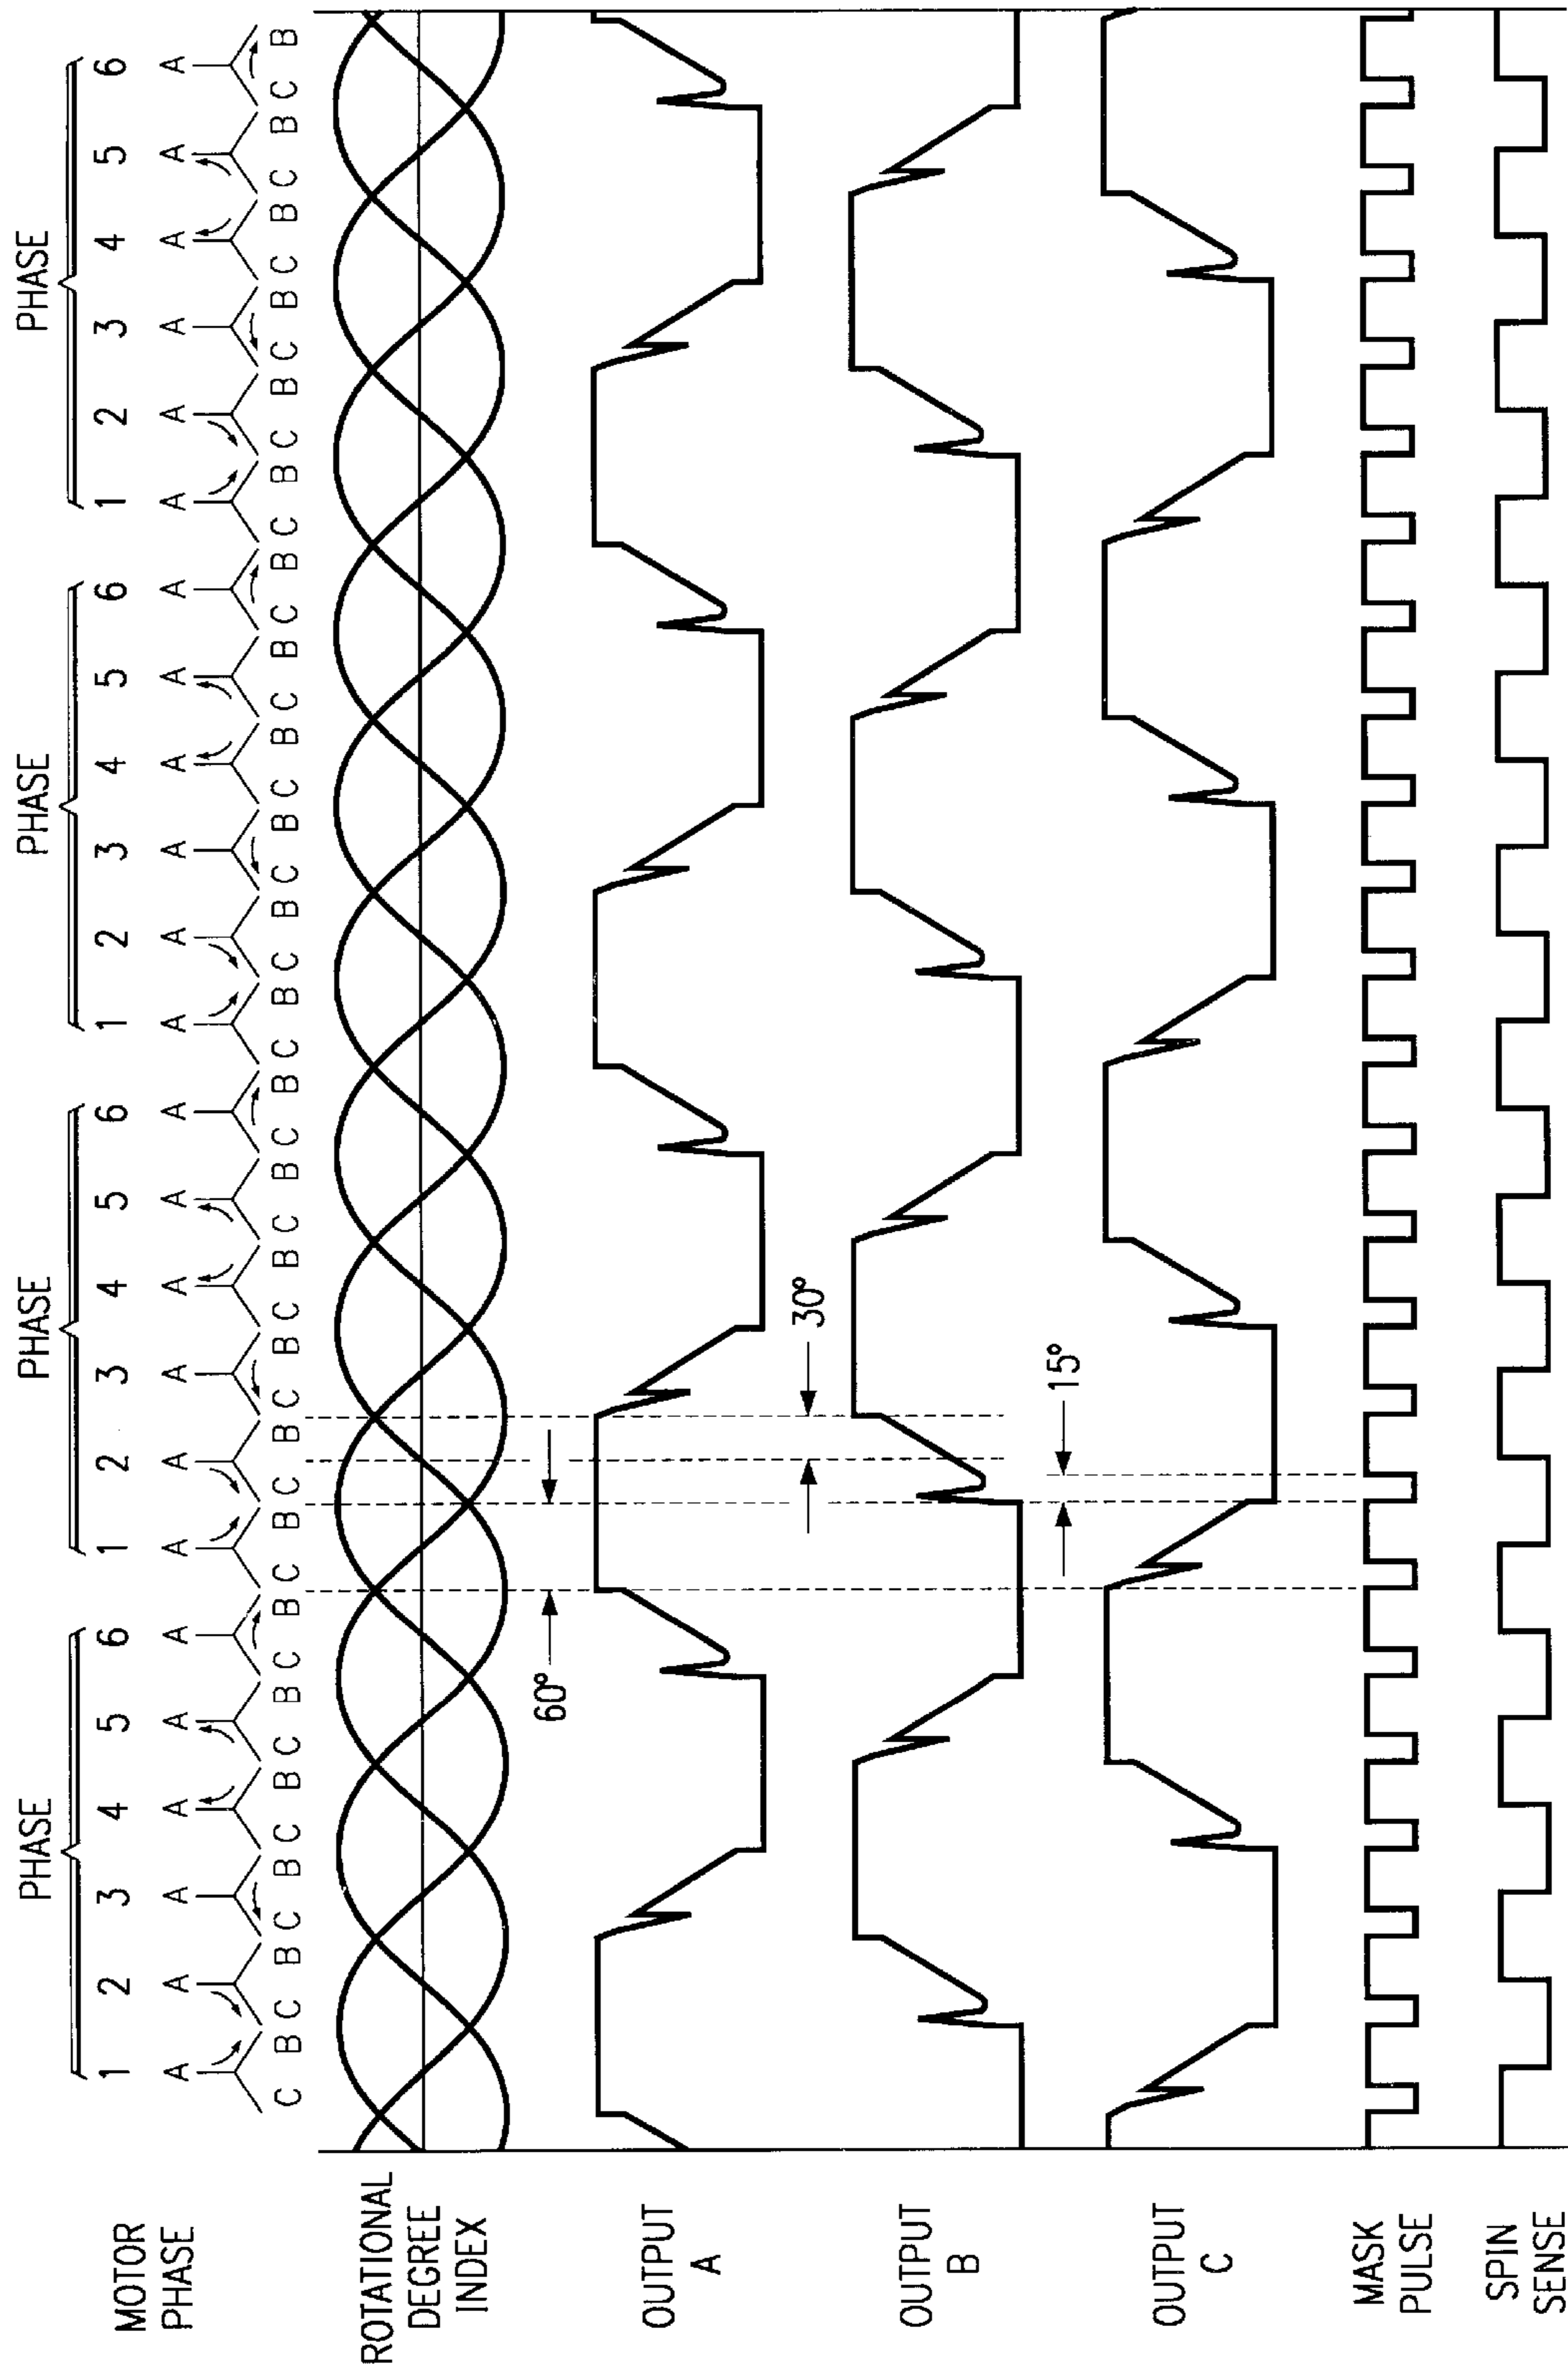 PHASE PHASE PHASE PHASE
MOTOR
PHASE
1 2 3 4 5 6 1 2 3 4 5 6 1 2 3 4 5 6 1 2 3 4 5 6
A A A A A A A A A A A A A A A A A A A A A A A A
C B C B C B C B C B C B C B C B C B C B C B C B C B C B C B C B C B C B C B C B C B C B C B C B
ROTATIONAL
DEGREE
INDEX
60°
OUTPUT
A
30°
OUTPUT
B
15°
OUTPUT
C
MASK
PULSE
SPIN
SENSE